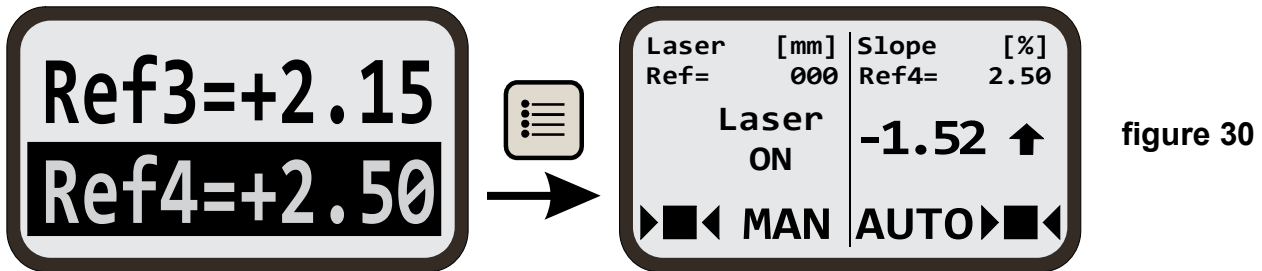 Ref3=+2.15
Ref4=+2.50
Laser [mm]
Ref= 000
Laser
ON
MAN
Slope [%]
Ref4= 2.50
-1.52
AUTO
figure 30